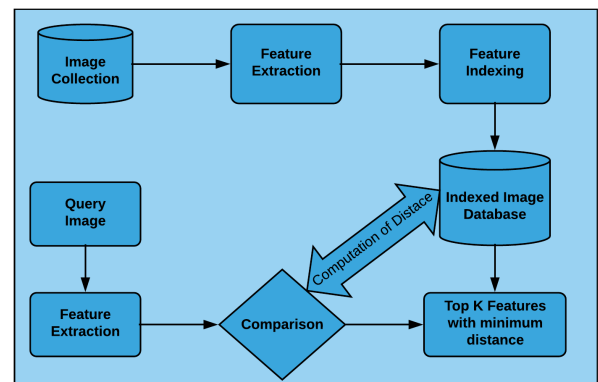 Image
Collection
Feature
Extraction
Feature
Indexing
Query
Image
Computation of Distace
Indexed Image
Database
Feature
Extraction
Comparison
Top K Features
with minimum
distance